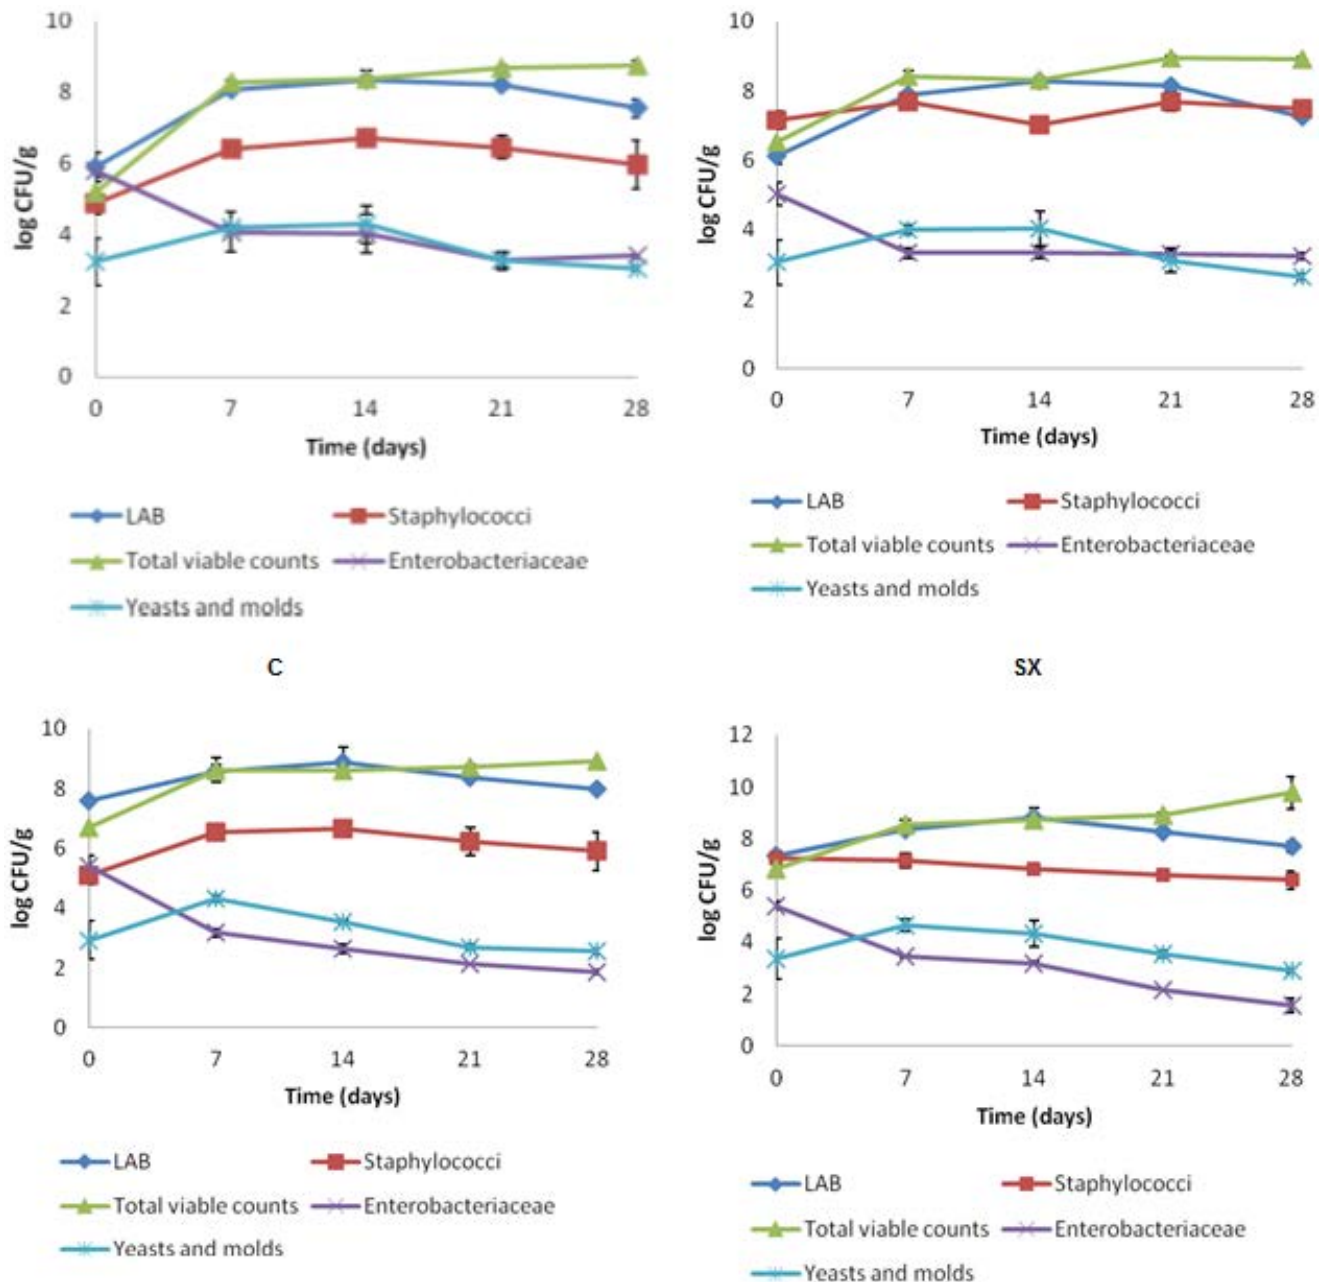 10
8
6
4
2
0
log CFU/g
0 7 14 21 28
Time (days)
LAB Staphylococci
Total viable counts Enterobacteriaceae
Yeasts and molds
C
10
8
6
4
2
0
log CFU/g
0 7 14 21 28
Time (days)
LAB Staphylococci
Total viable counts Enterobacteriaceae
Yeasts and molds
SX
10
8
6
4
2
0
log CFU/g
0 7 14 21 28
Time (days)
LAB Staphylococci
Total viable counts Enterobacteriaceae
Yeasts and molds
12
10
8
6
4
2
0
log CFU/g
0 7 14 21 28
Time (days)
LAB Staphylococci
Total viable counts Enterobacteriaceae
Yeasts and molds